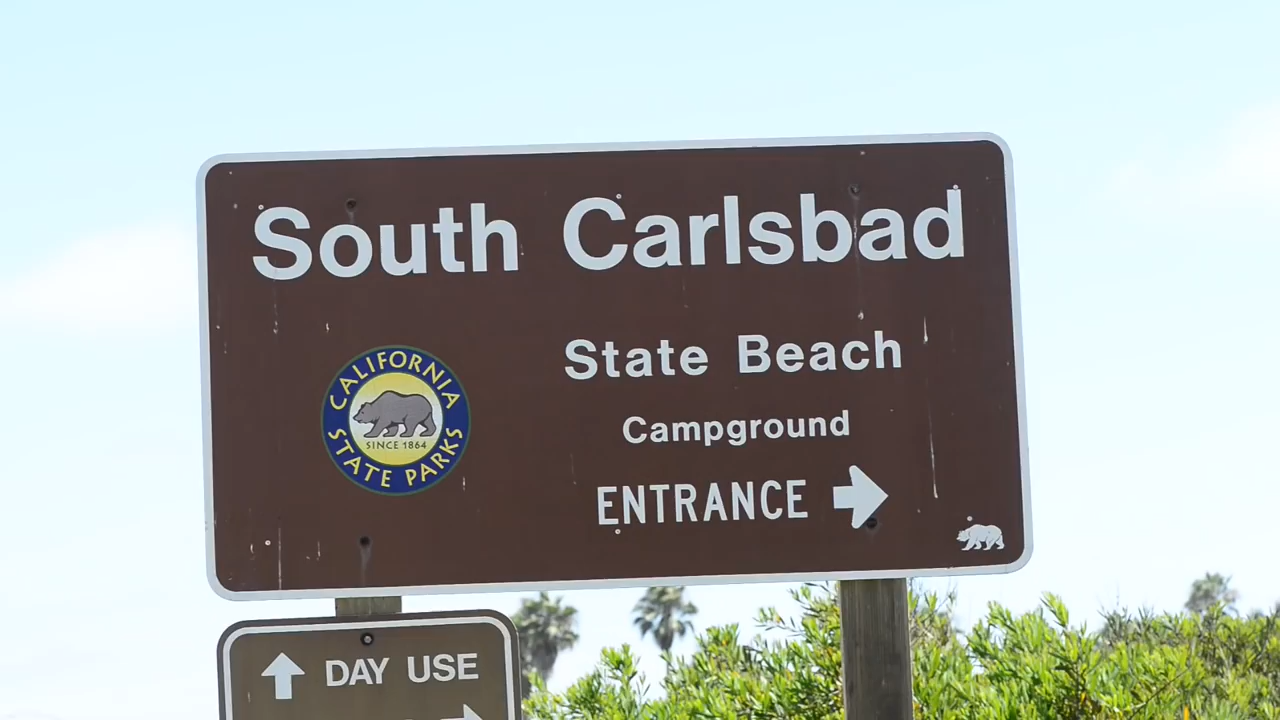 South Carlsbad
State Beach
Campground
ENTRANCE
CALIFORNIA
SINCE 1864
STATE PARKS
DAY USE